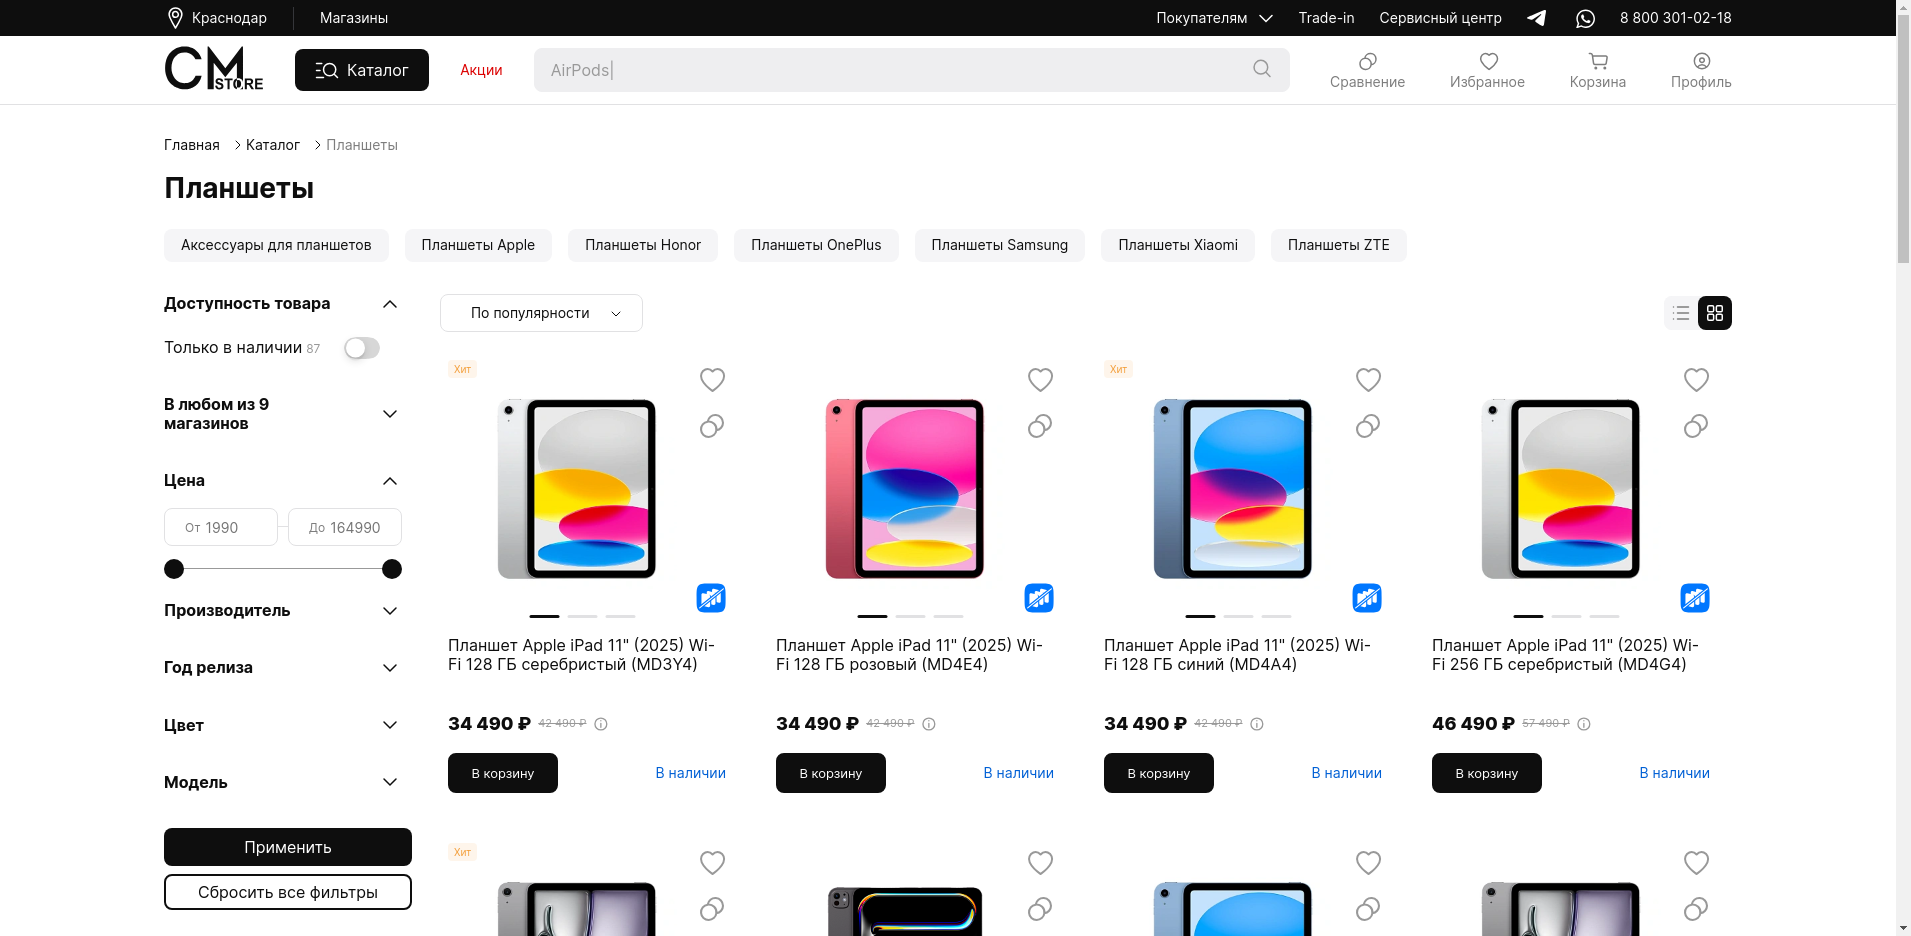 Краснодар
Магазины
Покупателям
Trade-in
Сервисный центр
8 800 301-02-18
CM STORE
Каталог
Акции
AirPods|
Сравнение
Избранное
Корзина
Профиль
Главная
Каталог
Планшеты
Планшеты
Аксессуары для планшетов
Планшеты Apple
Планшеты Honor
Планшеты OnePlus
Планшеты Samsung
Планшеты Xiaomi
Планшеты ZTE
Доступность товара
Только в наличии 87
В любом из 9
магазинов
Цена
От 1990
До 164990
Производитель
Год релиза
Цвет
Модель
Применить
Сбросить все фильтры
По популярности
Хит
Планшет Apple iPad 11" (2025) Wi-
Fi 128 ГБ серебристый (MD3Y4)
34 490 ₽ 42 490 ₽
В корзину
В наличии
Планшет Apple iPad 11" (2025) Wi-
Fi 128 ГБ розовый (MD4E4)
34 490 ₽ 42 490 ₽
В корзину
В наличии
Хит
Планшет Apple iPad 11" (2025) Wi-
Fi 128 ГБ синий (MD4A4)
34 490 ₽ 42 490 ₽
В корзину
В наличии
Планшет Apple iPad 11" (2025) Wi-
Fi 256 ГБ серебристый (MD4G4)
46 490 ₽ 57 490 ₽
В корзину
В наличии
Хит